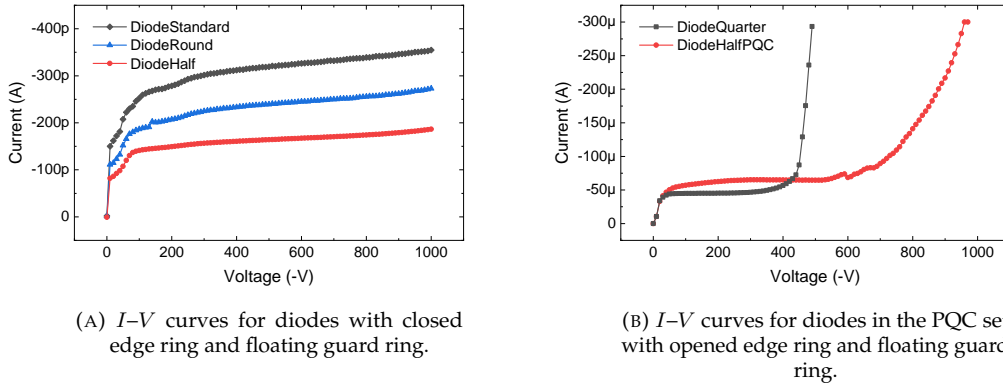 -400p
-300p
-200p
-100p
0
Current (A)
DiodeStandard
DiodeRound
DiodeHalf
0 200 400 600 800 1000
Voltage (-V)
(A) I–V curves for diodes with closed
edge ring and floating guard ring.
-300µ
-250µ
-200µ
-150µ
-100µ
-50µ
0
Current (A)
DiodeQuarter
DiodeHalfPQC
0 200 400 600 800 1000
Voltage (-V)
(B) I–V curves for diodes in the PQC se
with opened edge ring and floating guard
ring.